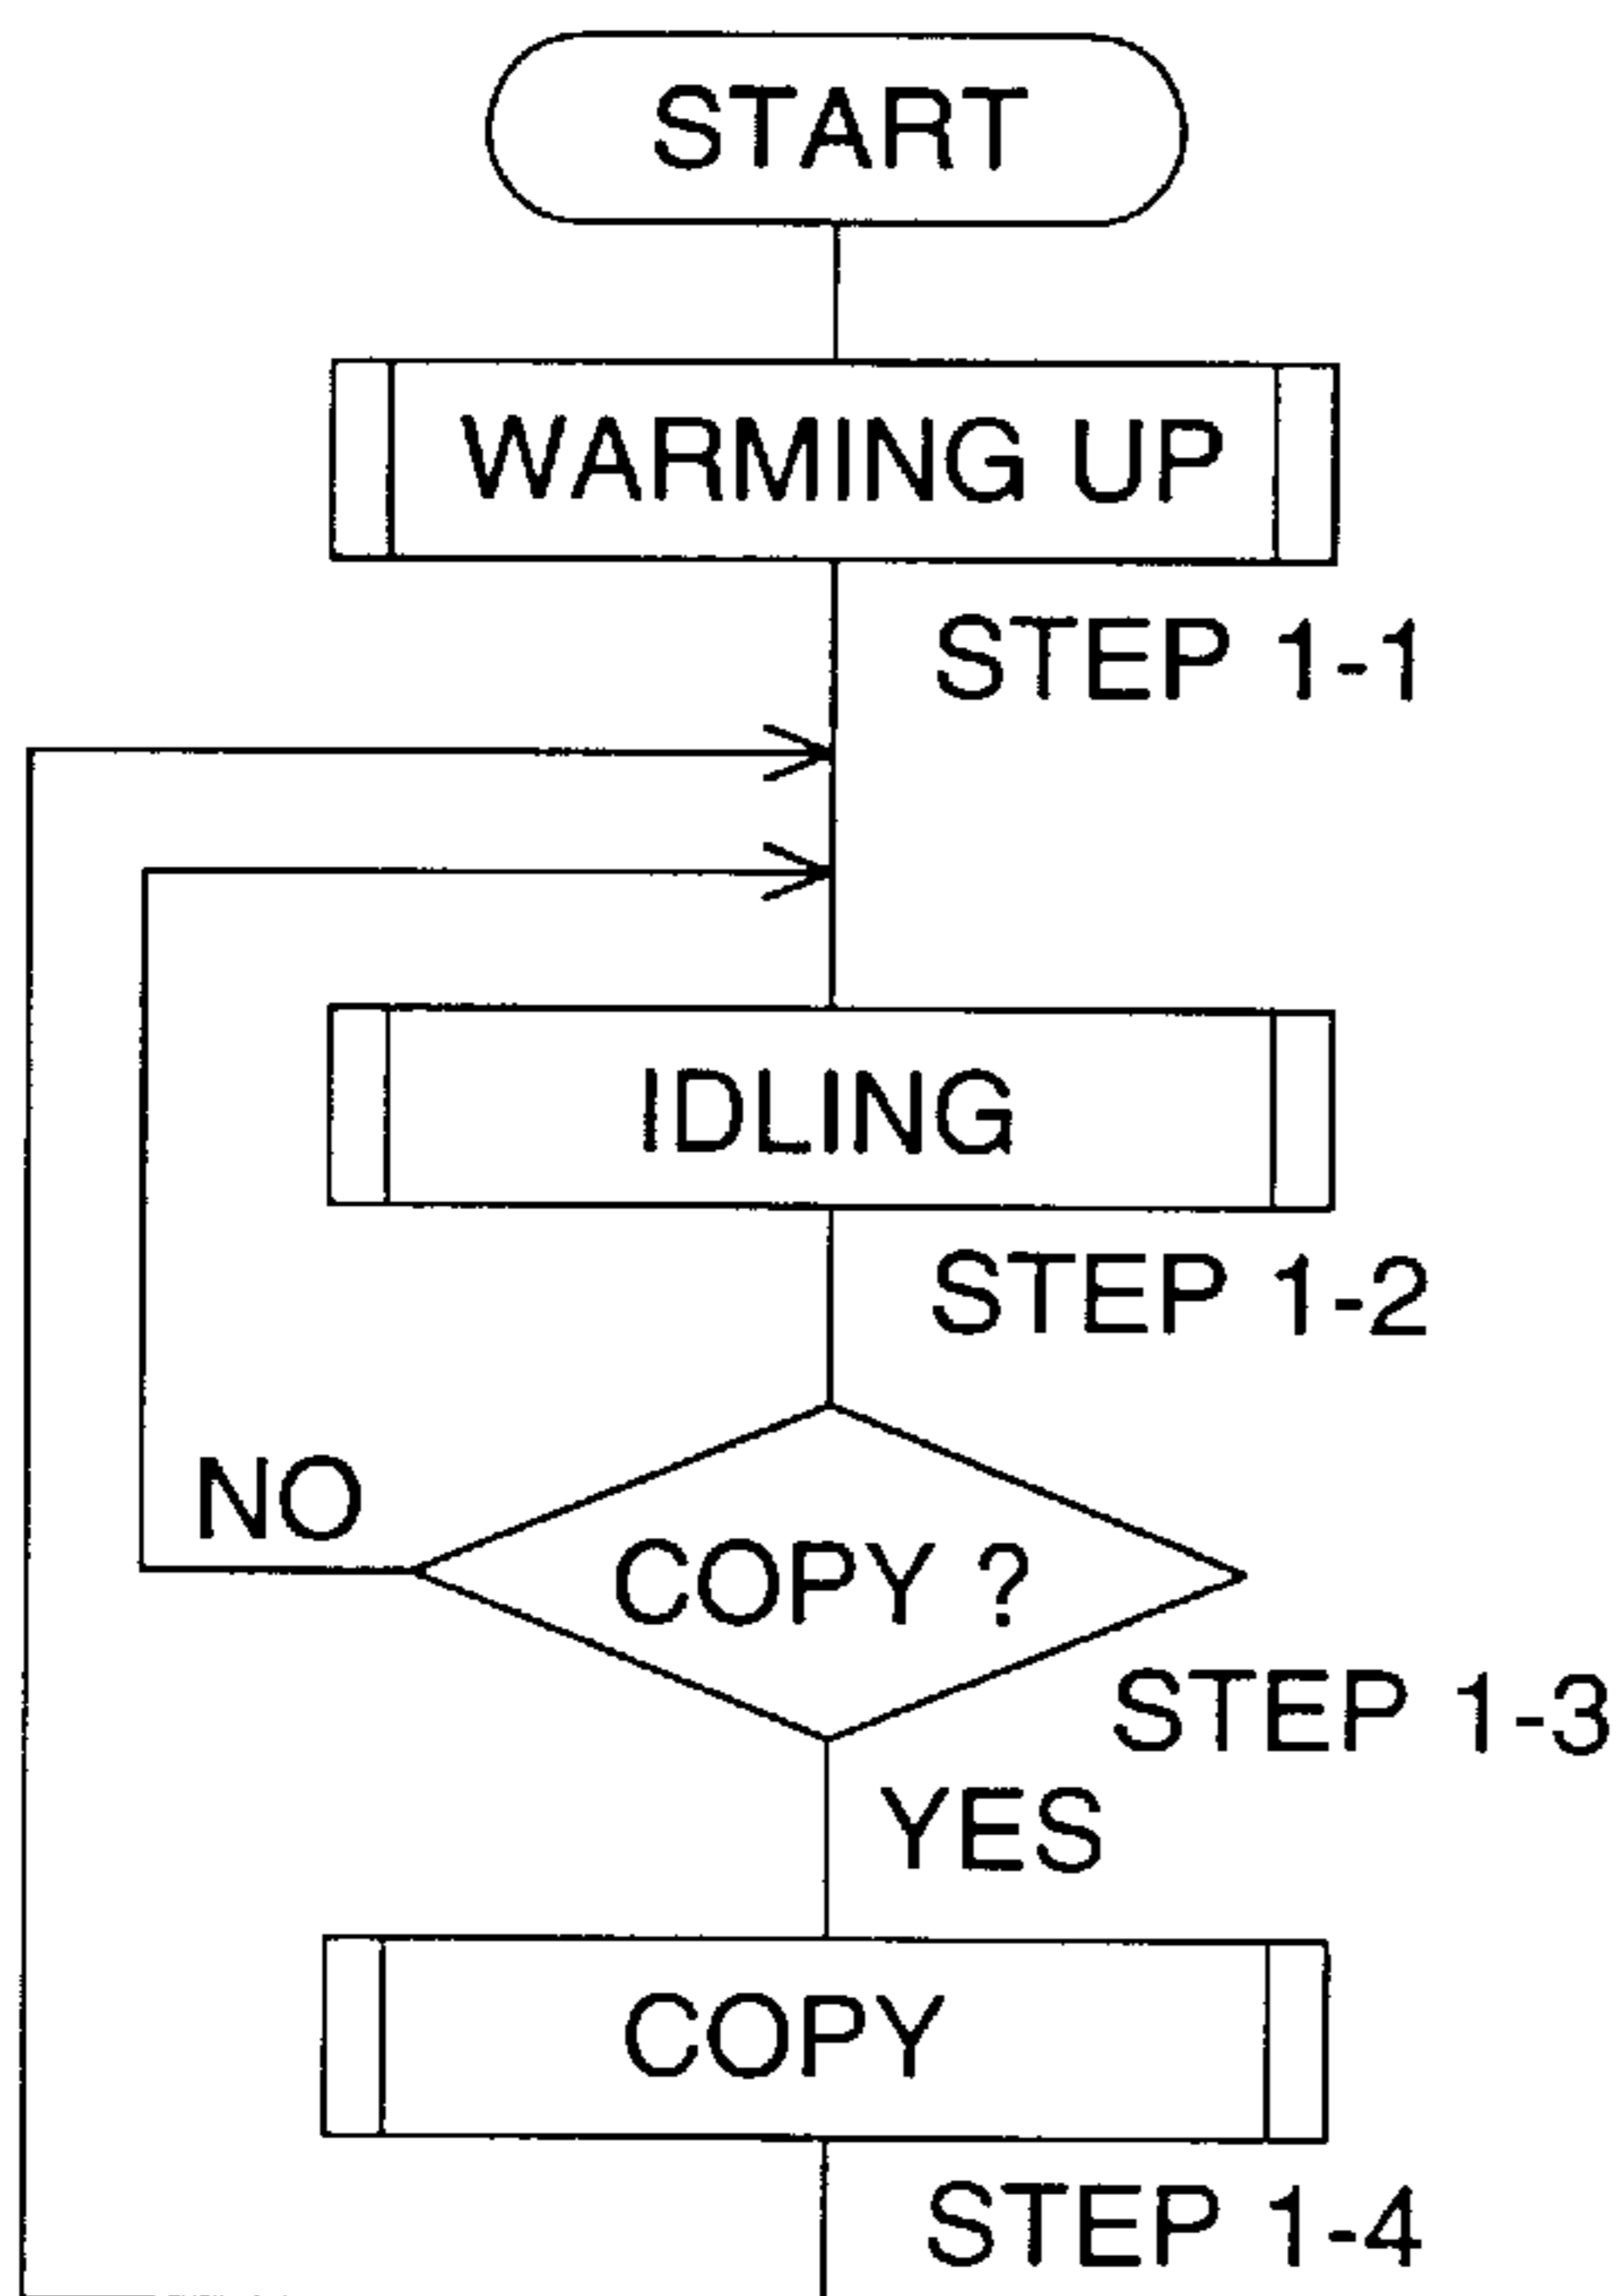 START
WARMING UP
STEP 1-1
IDLING
STEP 1-2
NO
COPY ?
STEP 1-3
YES
COPY
STEP 1-4